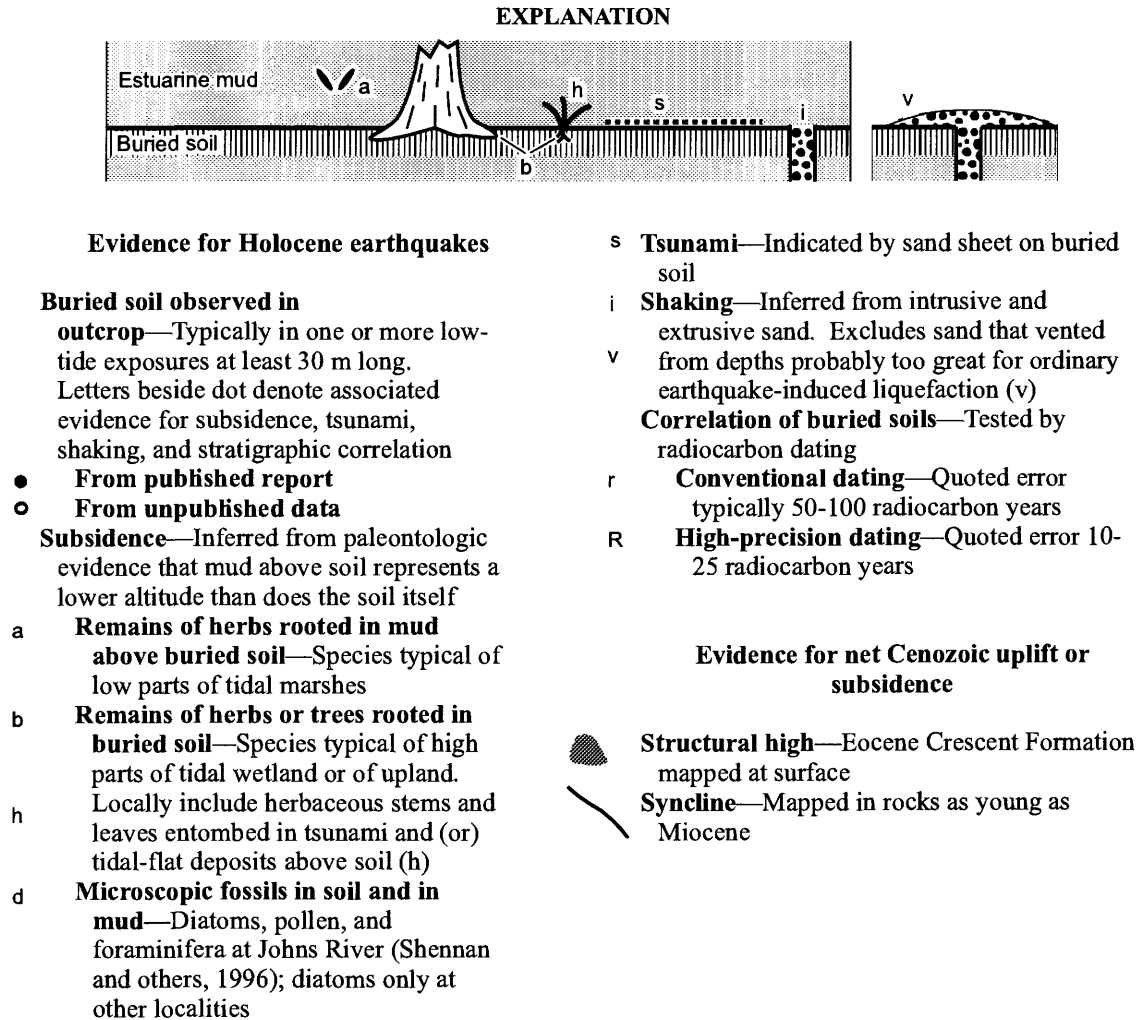 EXPLANATION
Estuarine mud
a
h
s
i
v
Buried soil
b
Evidence for Holocene earthquakes
Buried soil observed in
outcrop—Typically in one or more low-
tide exposures at least 30 m long.
Letters beside dot denote associated
evidence for subsidence, tsunami,
shaking, and stratigraphic correlation
From published report
From unpublished data
Subsidence—Inferred from paleontologic
evidence that mud above soil represents a
lower altitude than does the soil itself
a Remains of herbs rooted in mud
above buried soil—Species typical of
low parts of tidal marshes
b Remains of herbs or trees rooted in
buried soil—Species typical of high
parts of tidal wetland or of upland.
h Locally include herbaceous stems and
leaves entombed in tsunami and (or)
tidal-flat deposits above soil (h)
d Microscopic fossils in soil and in
mud—Diatoms, pollen, and
foraminifera at Johns River (Shennan
and others, 1996); diatoms only at
other localities
s Tsunami—Indicated by sand sheet on buried
soil
i Shaking—Inferred from intrusive and
extrusive sand. Excludes sand that vented
v from depths probably too great for ordinary
earthquake-induced liquefaction (v)
Correlation of buried soils—Tested by
radiocarbon dating
r Conventional dating—Quoted error
typically 50-100 radiocarbon years
R High-precision dating—Quoted error 10-
25 radiocarbon years
Evidence for net Cenozoic uplift or
subsidence
Structural high—Eocene Crescent Formation
mapped at surface
Syncline—Mapped in rocks as young as
Miocene